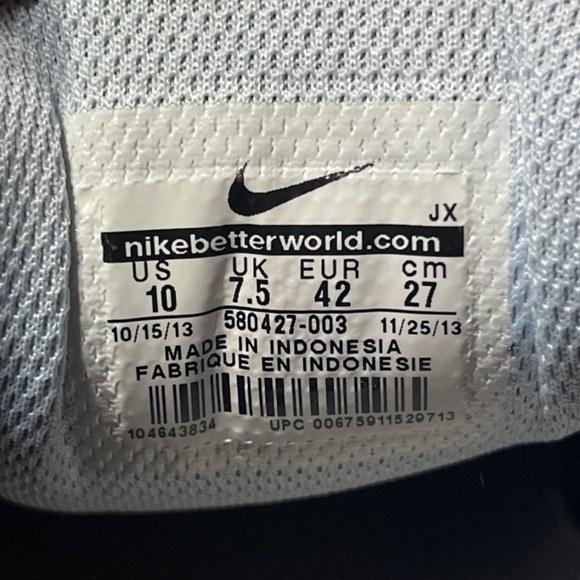 JX
nikebetterworld.com
US UK EUR cm
10 7.5 42 27
10/15/13 580427-003 11/25/13
MADE IN INDONESIA
FABRIQUE EN INDONESIE
104643834 UPC 00675911529713